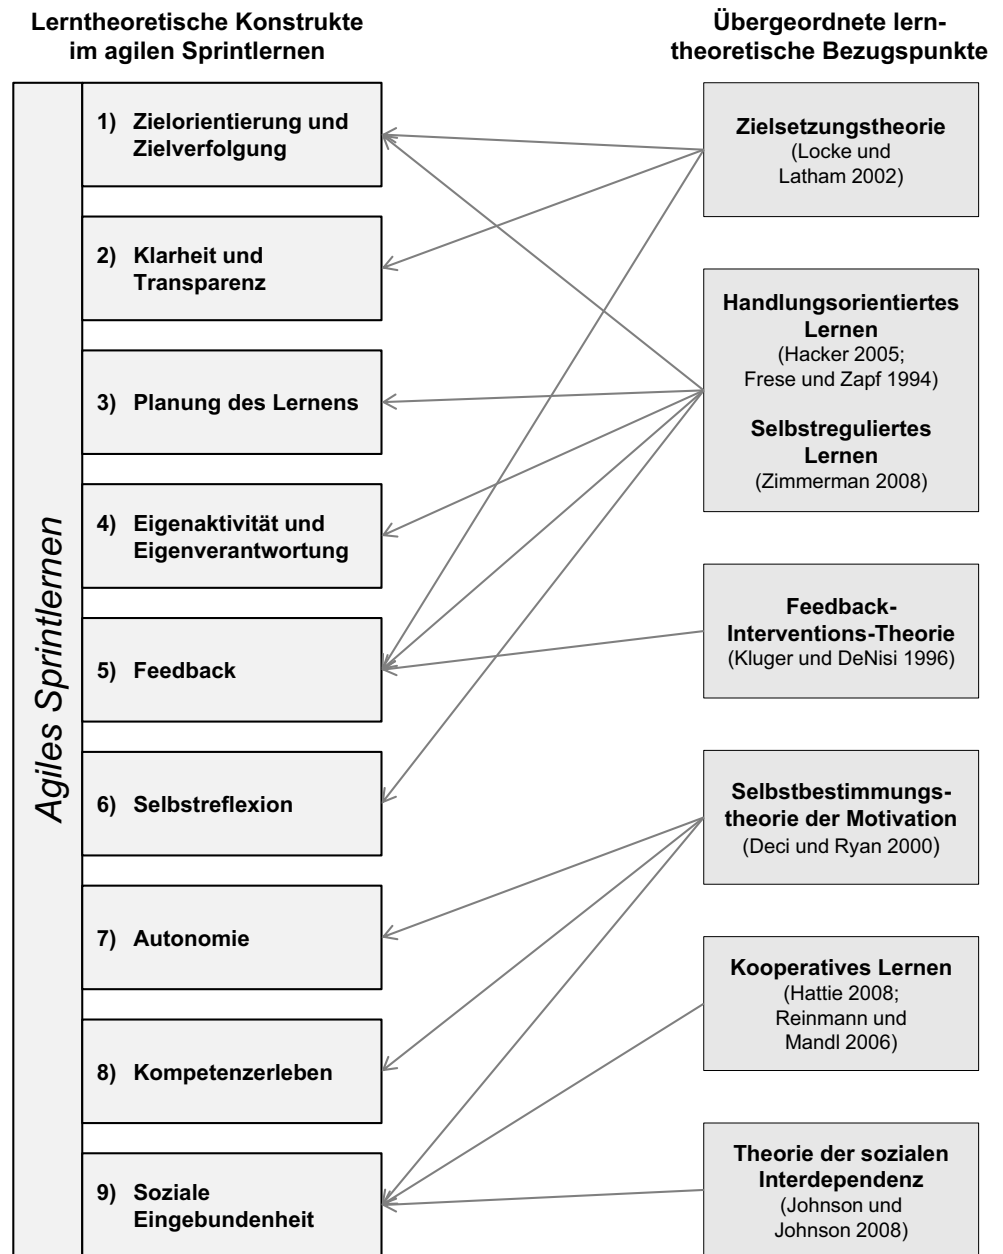 Lerntheoretische Konstrukte
im agilen Sprintlernen
Agiles Sprintlernen
1) Zielorientierung und
Zielverfolgung
2) Klarheit und
Transparenz
3) Planung des Lernens
4) Eigenaktivität und
Eigenverantwortung
5) Feedback
6) Selbstreflexion
7) Autonomie
8) Kompetenzerleben
9) Soziale
Eingebundenheit
Übergeordnete lern-
theoretische Bezugspunkte
Zielsetzungstheorie
(Locke und
Latham 2002)
Handlungsorientiertes
Lernen
(Hacker 2005;
Frese und Zapf 1994)
Selbstreguliertes
Lernen
(Zimmerman 2008)
Feedback-
Interventions-Theorie
(Kluger und DeNisi 1996)
Selbstbestimmungs-
theorie der Motivation
(Deci und Ryan 2000)
Kooperatives Lernen
(Hattie 2008;
Reinmann und
Mandl 2006)
Theorie der sozialen
Interdependenz
(Johnson und
Johnson 2008)